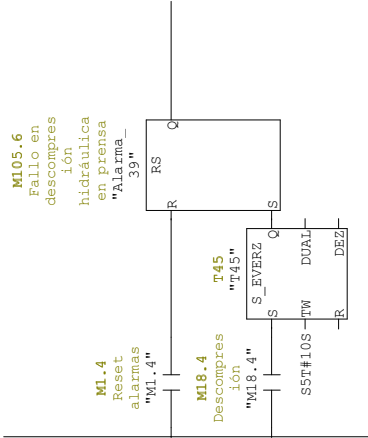 M105.6
Fallo en
descompres
ión
hidráulica
en prensa
"Alarma_
39"
M1.4
Reset
alarmas
"M1.4"
RS
R
Q
S
M18.4
Descompres
ión
"M18.4"
T45
"T45"
S_EVERZ
S
Q
S5T#10S
TW
DUAL
R
DEZ